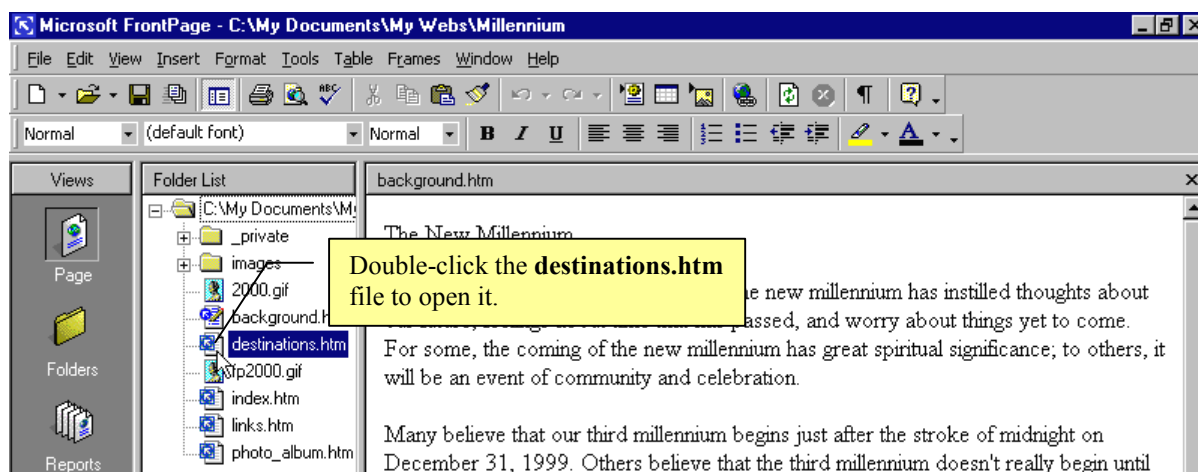 Microsoft FrontPage - C:\My Documents\My Webs\Millennium
File Edit View Insert Format Tools Table Frames Window Help
ABC
Normal (default font) Normal B I U A
Views
Page
Folders
Reports
Folder List
C:\My Documents\My
_private
images
2000.gif
background.h
destinations.htm
fp2000.gif
index.htm
links.htm
photo_album.htm
background.htm
The New Millennium
Double-click the destinations.htm
file to open it.
he new millennium has instilled thoughts about
passed, and worry about things yet to come.
For some, the coming of the new millennium has great spiritual significance; to others, it
will be an event of community and celebration.
Many believe that our third millennium begins just after the stroke of midnight on
December 31, 1999. Others believe that the third millennium doesn't really begin until